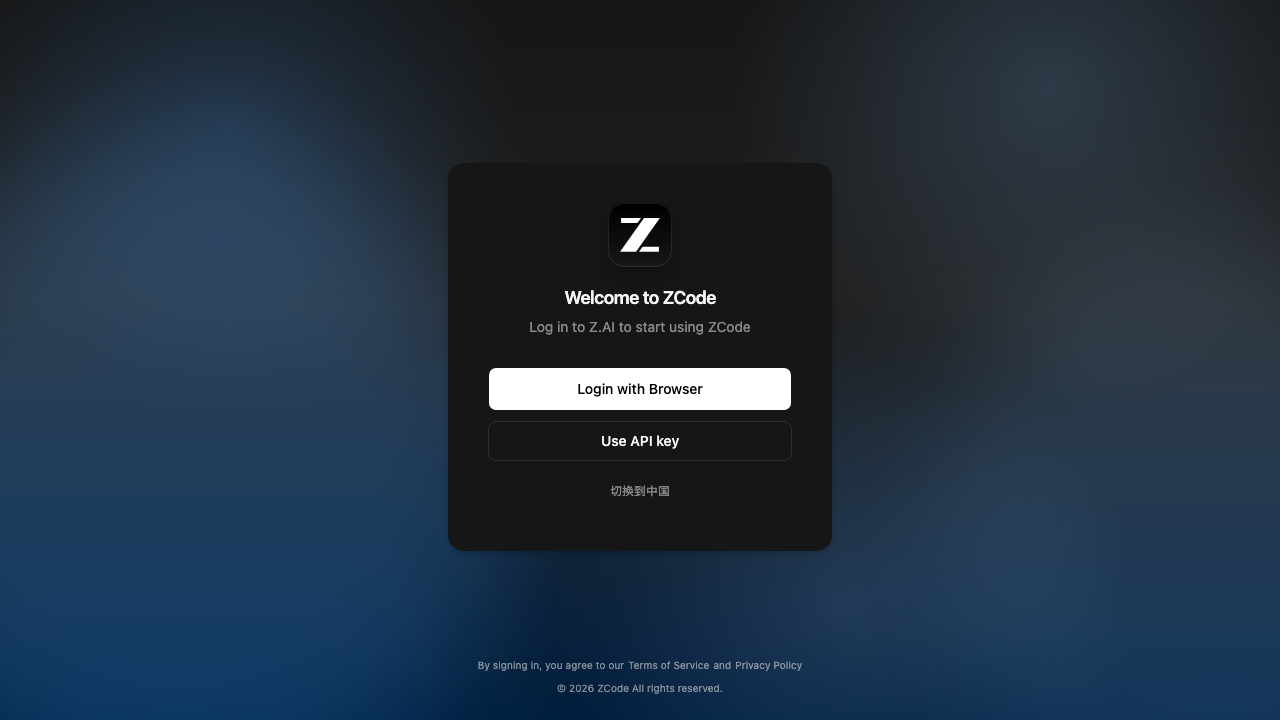 Z
Welcome to ZCode
Log in to Z.AI to start using ZCode
Login with Browser
Use API key
切换到中国
By signing in, you agree to our Terms of Service and Privacy Policy
© 2026 ZCode All rights reserved.